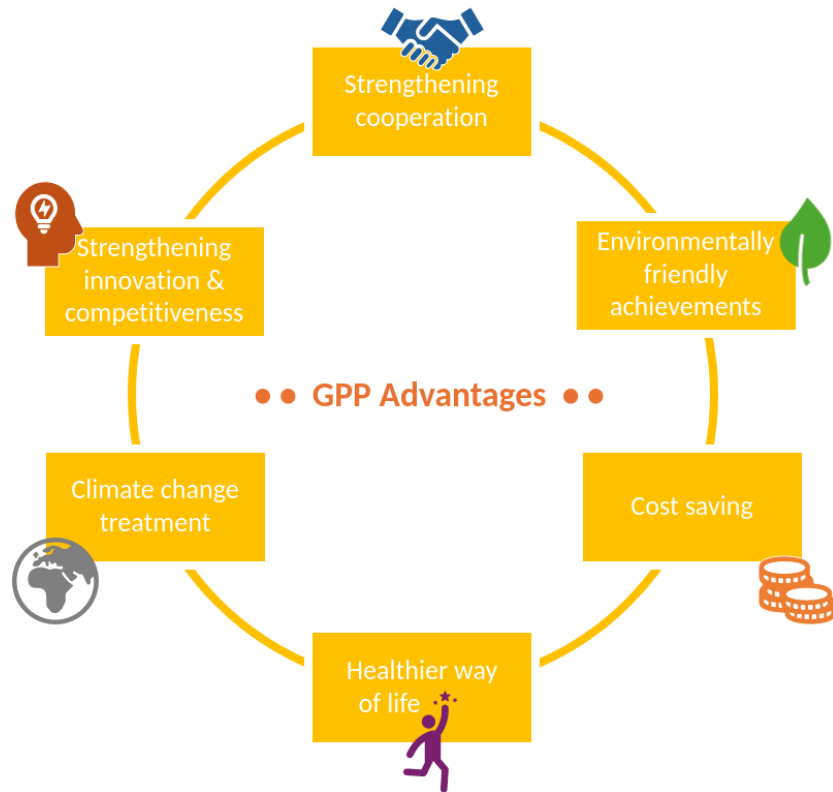 Strengthening
cooperation
Environmentally
friendly
achievements
Cost saving
Healthier way
of life
Climate change
treatment
Strengthening
innovation &
competitiveness
GPP Advantages